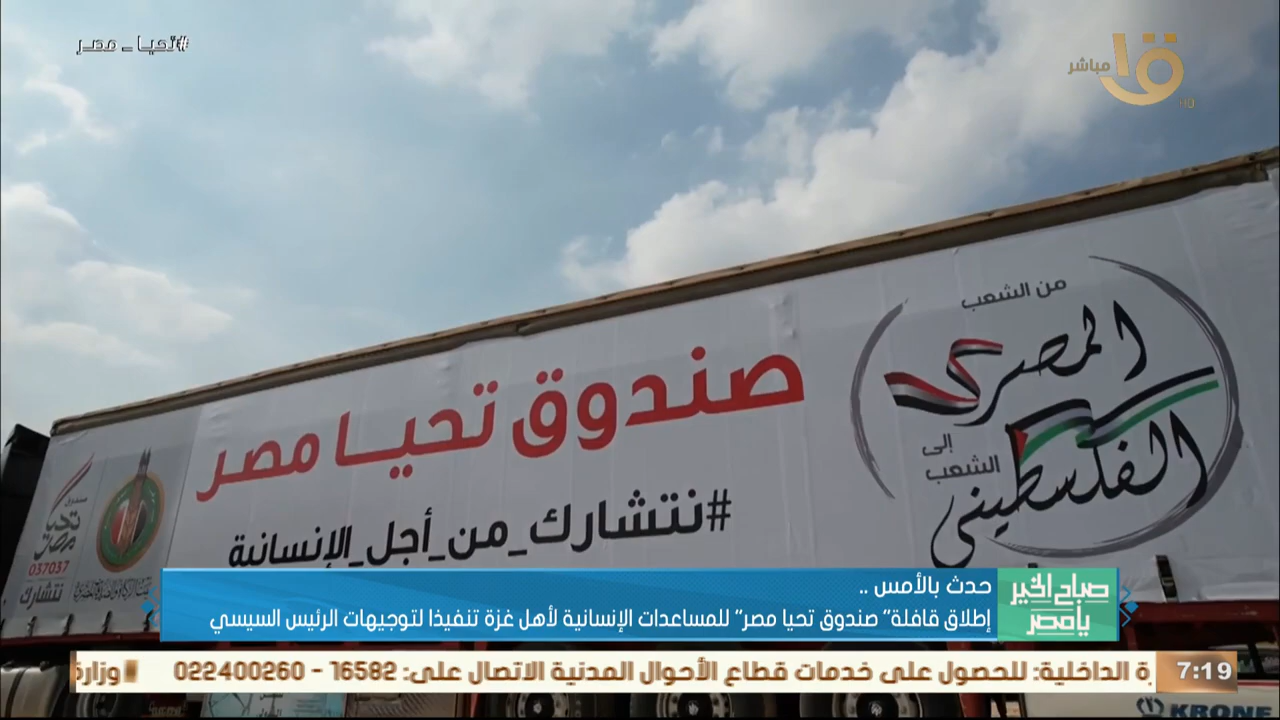 #تحيا_مصر
مباشر
HD
من الشعب
المصري
إلى
الشعب
الفلسطيني
صندوق تحيا مصر
#نتشارك_من_أجل_الإنسانية
صندوق
تحيا
مصر
037037
نتشارك
صباح الخير
يا مصر
حدث بالأمس ..
إطلاق قافلة” صندوق تحيا مصر” للمساعدات الإنسانية لأهل غزة تنفيذا لتوجيهات الرئيس السيسي
7:19
ة الداخلية: للحصول على خدمات قطاع الأحوال المدنية الاتصال على: 16582 - 022400260
وزار
KRONE